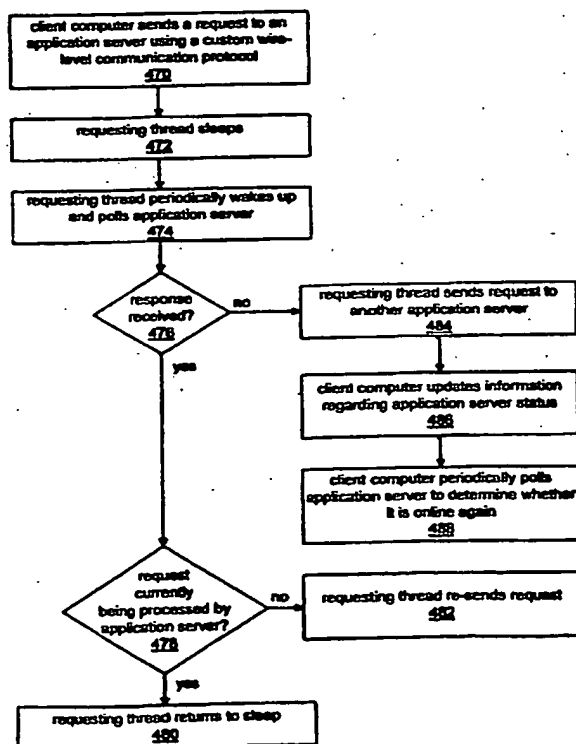 client computer sends a request to an
application server using a custom wire-
level communication protocol
470
requesting thread sleeps
472
requesting thread periodically wakes up
and polls application server
474
response
received?
476
no
yes
requesting thread sends request to
another application server
484
client computer updates information
regarding application server status
486
client computer periodically polls
application server to determine whether
it is online again
488
request
currently
being processed by
application server?
478
no
yes
requesting thread re-sends request
482
requesting thread returns to sleep
480